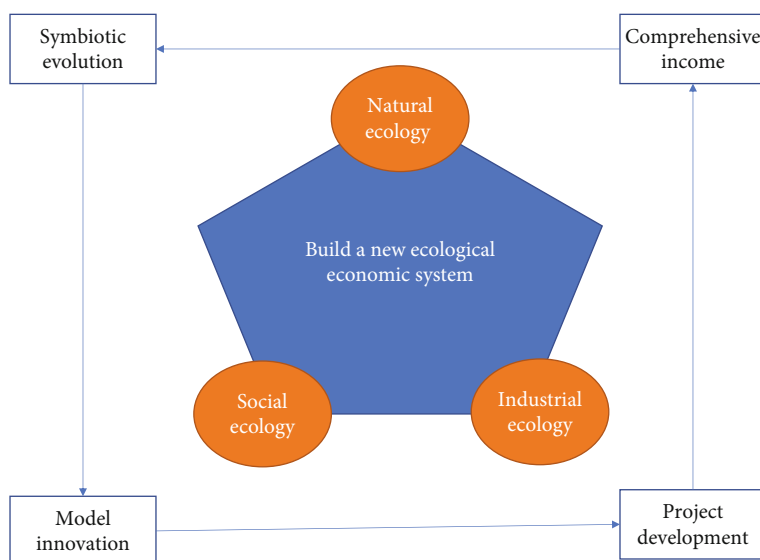 Symbiotic
evolution
Comprehensive
income
Natural
ecology
Build a new ecological
economic system
Social
ecology
Industrial
ecology
Model
innovation
Project
development